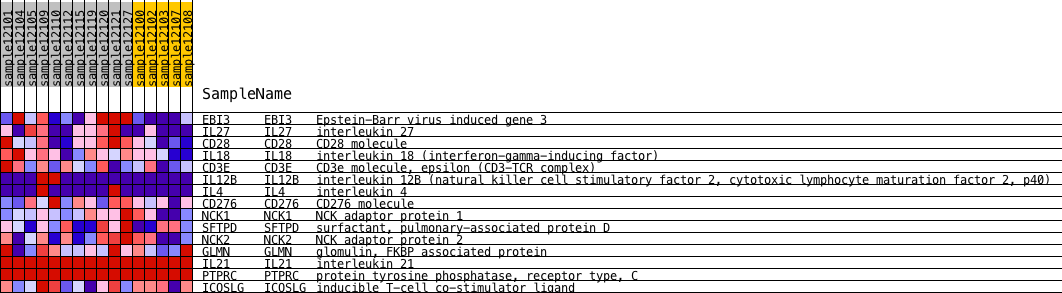 sample12101
sample12104
sample12105
sample12109
sample12110
sample12112
sample12115
sample12119
sample12120
sample12121
sample12127
sample12100
sample12102
sample12103
sample12107
sample12108
SampleName
EBI3 EBI3 Epstein-Barr virus induced gene 3
IL27 IL27 interleukin 27
CD28 CD28 CD28 molecule
IL18 IL18 interleukin 18 (interferon-gamma-inducing factor)
CD3E CD3E CD3e molecule, epsilon (CD3-TCR complex)
IL12B IL12B interleukin 12B (natural killer cell stimulatory factor 2, cytotoxic lymphocyte maturation factor 2, p40)
IL4 IL4 interleukin 4
CD276 CD276 CD276 molecule
NCK1 NCK1 NCK adaptor protein 1
SFTPD SFTPD surfactant, pulmonary-associated protein D
NCK2 NCK2 NCK adaptor protein 2
GLMN GLMN glomulin, FKBP associated protein
IL21 IL21 interleukin 21
PTPRC PTPRC protein tyrosine phosphatase, receptor type, C
ICOSLG ICOSLG inducible T-cell co-stimulator ligand